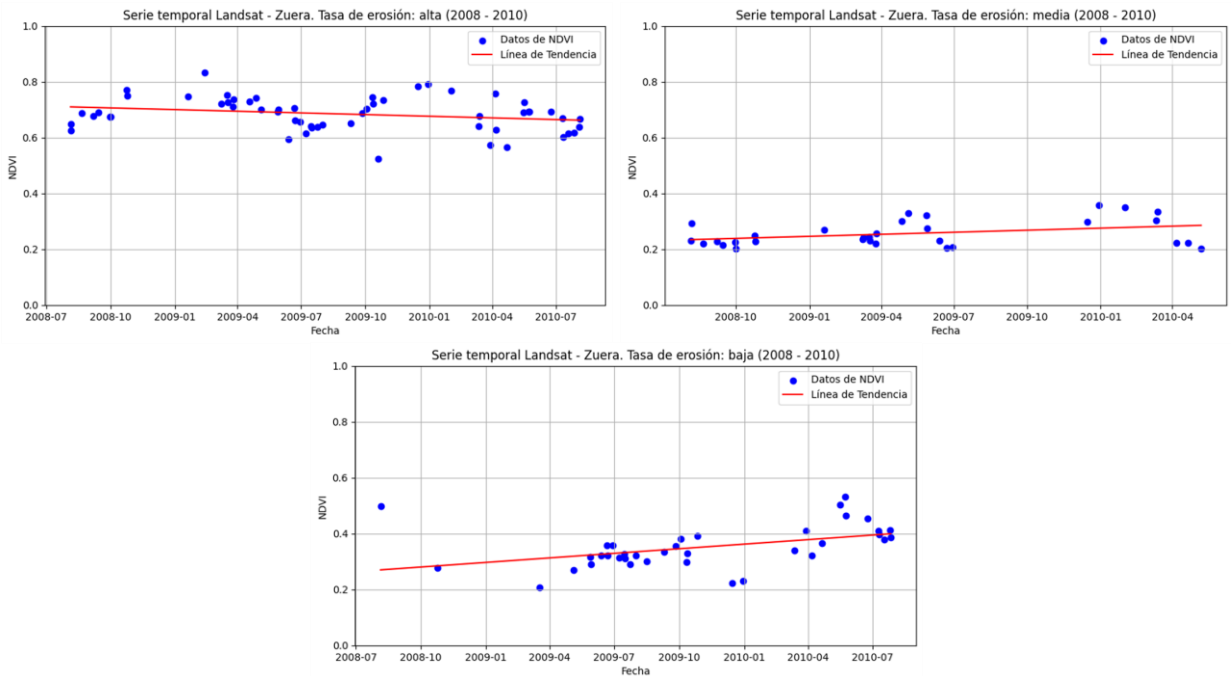 Serie temporal Landsat - Zuera. Tasa de erosión: alta (2008 - 2010)
1.0
0.8
0.6
0.4
0.2
0.0
NDVI
Datos de NDVI
Línea de Tendencia
2008-07 2008-10 2009-01 2009-04 2009-07 2009-10 2010-01 2010-04 2010-07
Fecha
Serie temporal Landsat - Zuera. Tasa de erosión: media (2008 - 2010)
1.0
0.8
0.6
0.4
0.2
0.0
NDVI
Datos de NDVI
Línea de Tendencia
2008-10 2009-01 2009-04 2009-07 2009-10 2010-01 2010-04
Fecha
Serie temporal Landsat - Zuera. Tasa de erosión: baja (2008 - 2010)
1.0
0.8
0.6
0.4
0.2
0.0
NDVI
Datos de NDVI
Línea de Tendencia
2008-07 2008-10 2009-01 2009-04 2009-07 2009-10 2010-01 2010-04 2010-07
Fecha